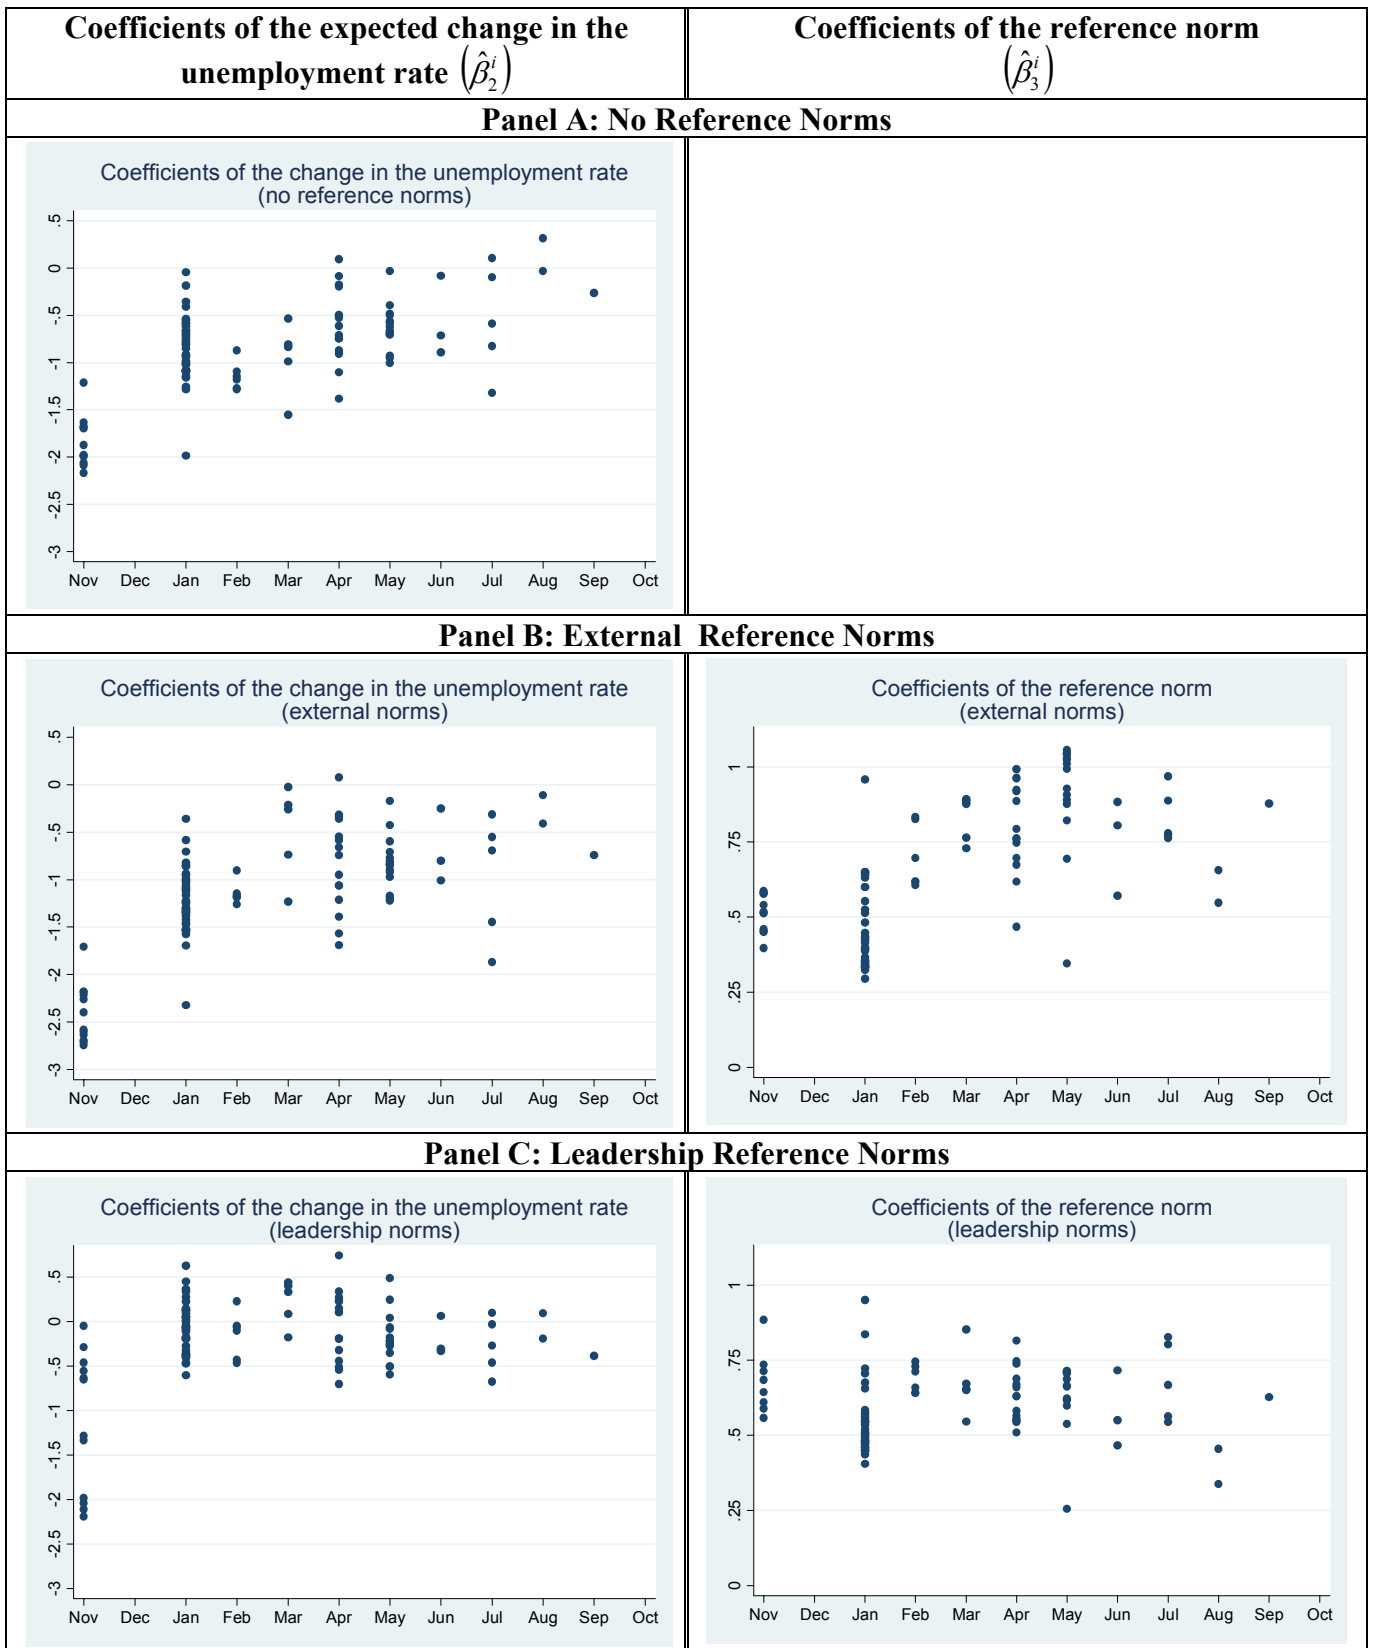 Coefficients of the expected change in the
unemployment rate (β̂₂ⁱ)
Coefficients of the reference norm
(β̂₃ⁱ)
Panel A: No Reference Norms
Coefficients of the change in the unemployment rate
(no reference norms)
.5
0
-.5
-1
-1.5
-2
-2.5
-3
Nov Dec Jan Feb Mar Apr May Jun Jul Aug Sep Oct
Panel B: External Reference Norms
Coefficients of the change in the unemployment rate
(external norms)
.5
0
-.5
-1
-1.5
-2
-2.5
-3
Nov Dec Jan Feb Mar Apr May Jun Jul Aug Sep Oct
Coefficients of the reference norm
(external norms)
1
.75
.5
.25
0
Nov Dec Jan Feb Mar Apr May Jun Jul Aug Sep Oct
Panel C: Leadership Reference Norms
Coefficients of the change in the unemployment rate
(leadership norms)
.5
0
-.5
-1
-1.5
-2
-2.5
-3
Nov Dec Jan Feb Mar Apr May Jun Jul Aug Sep Oct
Coefficients of the reference norm
(leadership norms)
1
.75
.5
.25
0
Nov Dec Jan Feb Mar Apr May Jun Jul Aug Sep Oct